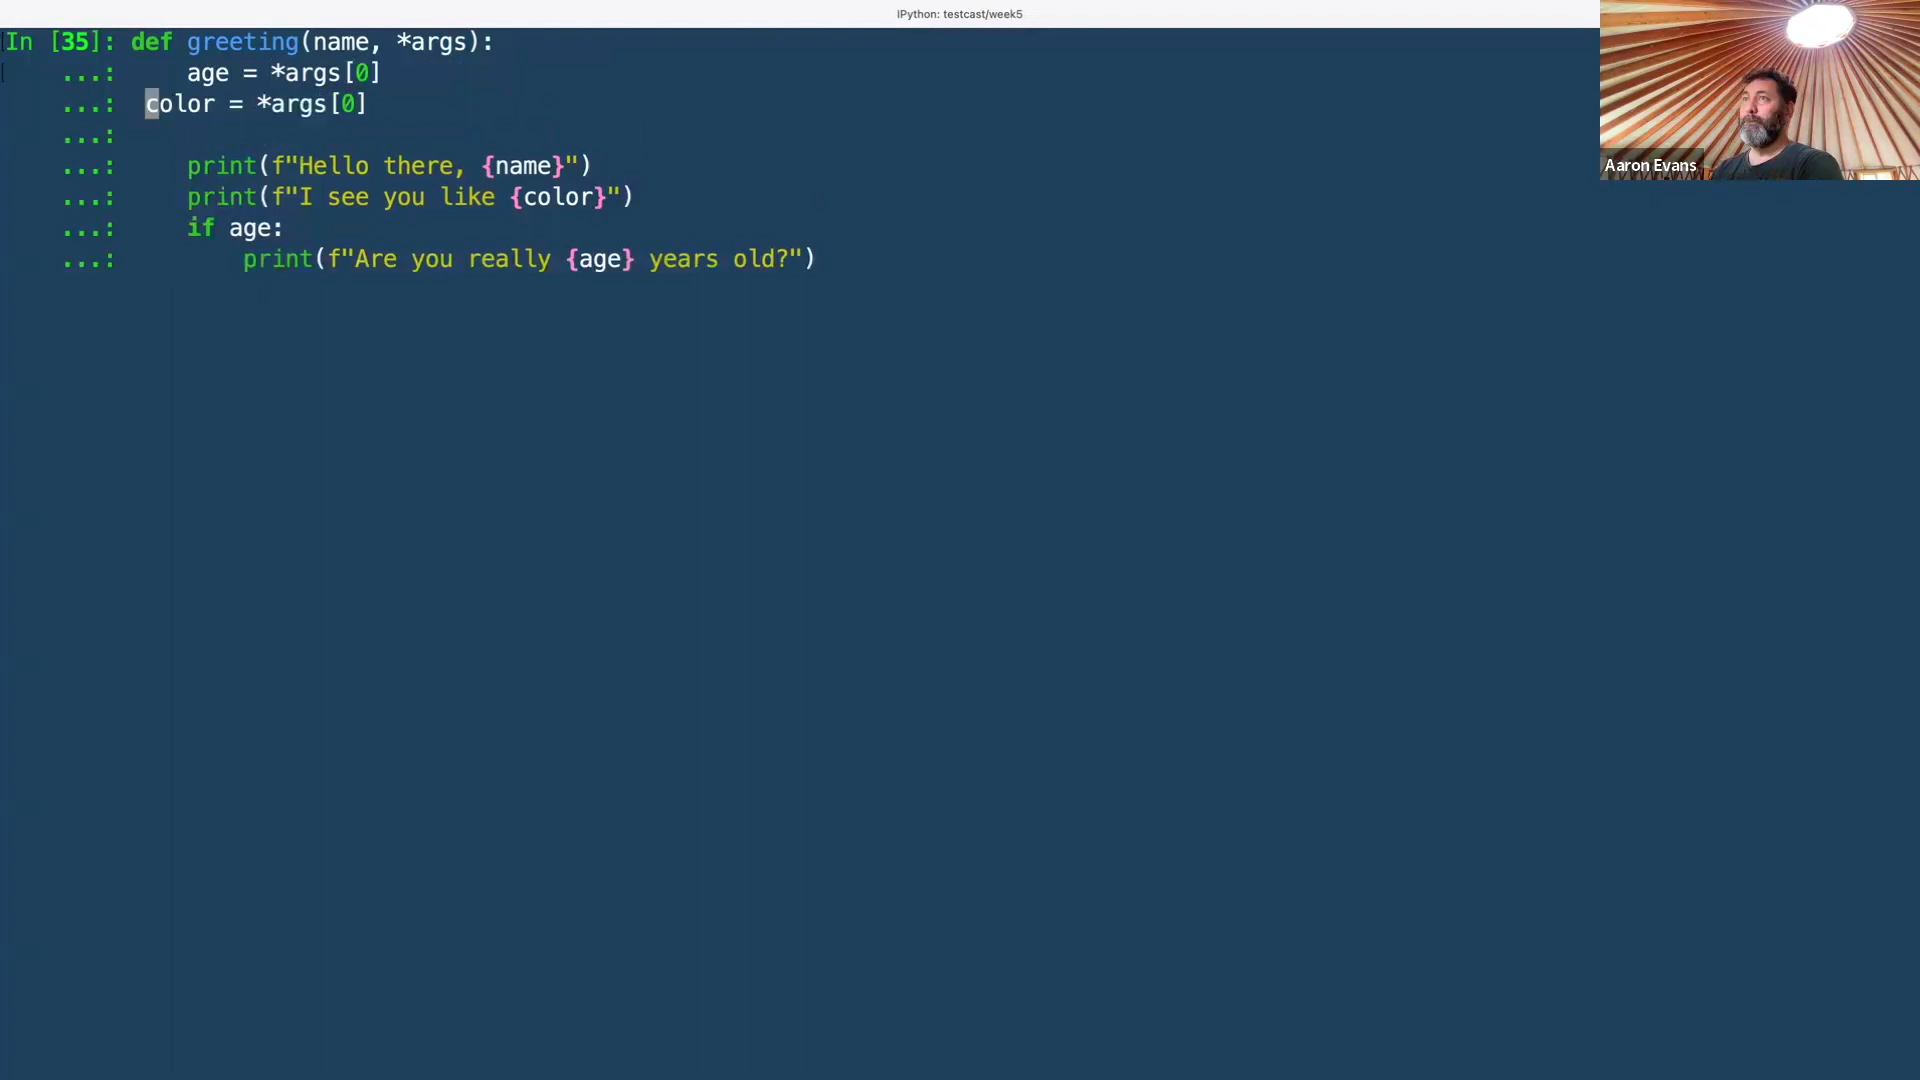 IPython: testcast/week5
In [35]: def greeting(name, *args):
...:     age = *args[0]
...:  color = *args[0]
...:
...:     print(f"Hello there, {name}")
...:     print(f"I see you like {color}")
...:     if age:
...:         print(f"Are you really {age} years old?")
Aaron Evans